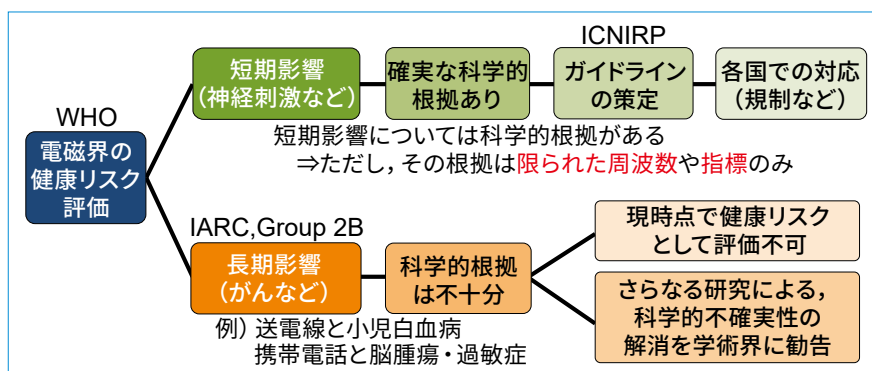 WHO
電磁界の
健康リスク
評価
短期影響
（神経刺激など）
確実な科学的
根拠あり
ICNIRP
ガイドライン
の策定
各国での対応
（規制など）
短期影響については科学的根拠がある
⇒ただし，その根拠は限られた周波数や指標のみ
IARC,Group 2B
長期影響
（がんなど）
科学的根拠
は不十分
現時点で健康リスク
として評価不可
さらなる研究による，
科学的不確実性の
解消を学術界に勧告
例）送電線と小児白血病
携帯電話と脳腫瘍・過敏症